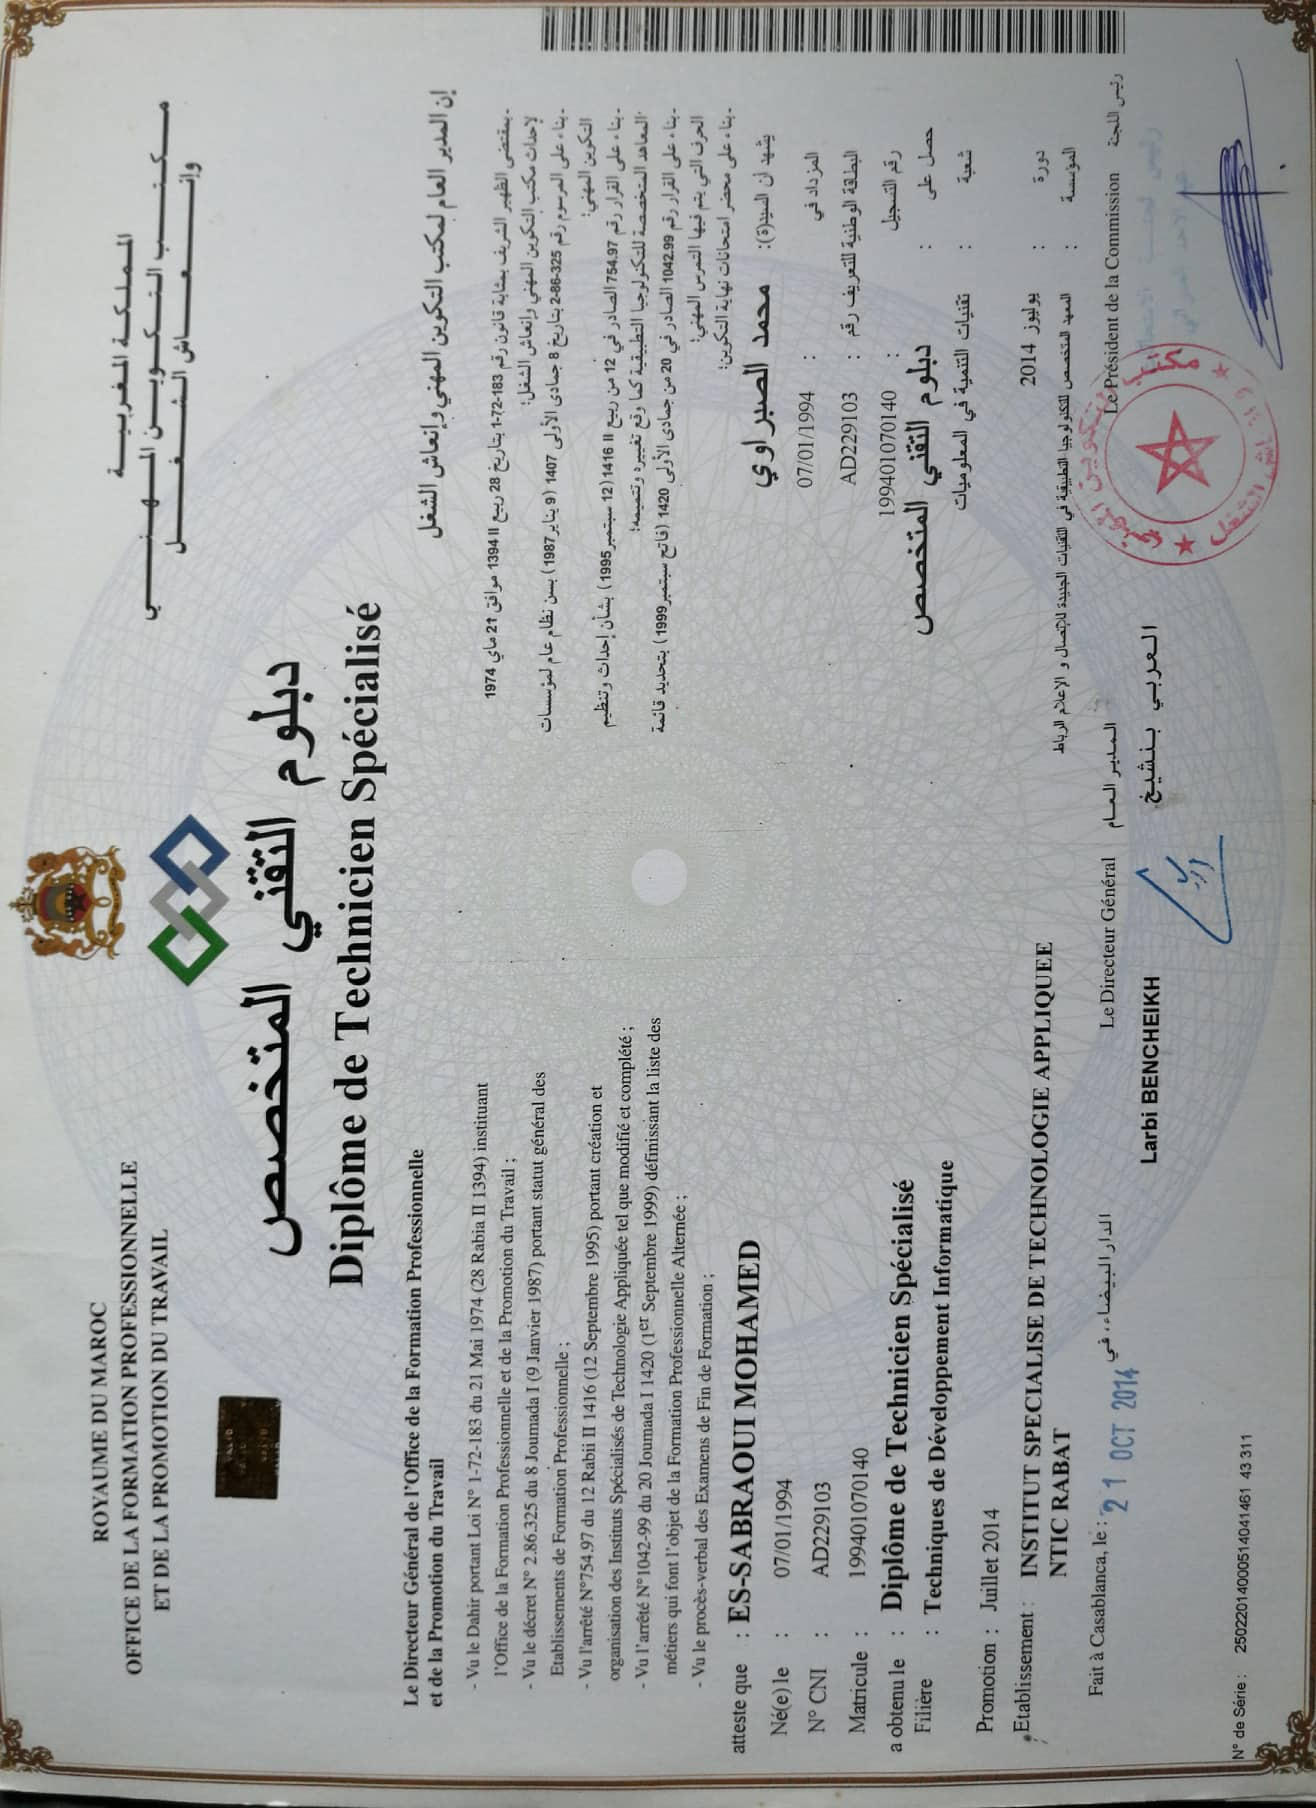 ROYAUME DU MAROC
OFFICE DE LA FORMATION PROFESSIONNELLE
ET DE LA PROMOTION DU TRAVAIL
المملكة المغربية
مكتب التكوين المهني
وإنعاش الشغل
دبلوم التقني المتخصص
Diplôme de Technicien Spécialisé
Le Directeur Général de l'Office de la Formation Professionnelle
et de la Promotion du Travail
- Vu le Dahir portant Loi N° 1-72-183 du 21 Mai 1974 (28 Rabia II 1394) instituant
l'Office de la Formation Professionnelle et de la Promotion du Travail ;
- Vu le décret N° 2.86.325 du 8 Joumada I (9 Janvier 1987) portant statut général des
Etablissements de Formation Professionnelle ;
- Vu l'arrêté N°754.97 du 12 Rabii II 1416 (12 Septembre 1995) portant création et
organisation des Instituts Spécialisés de Technologie Appliquée tel que modifié et complété ;
- Vu l'arrêté N°1042-99 du 20 Joumada I 1420 (1er Septembre 1999) définissant la liste des
métiers qui font l'objet de la Formation Professionnelle Alternée ;
- Vu le procès-verbal des Examens de Fin de Formation ;
إن المدير العام لمكتب التكوين المهني وإنعاش الشغل
- بمقتضى الظهير الشريف بمثابة قانون رقم 183-72-1 بتاريخ 28 ربيع II 1394 موافق 21 ماي 1974
لإحداث مكتب التكوين المهني وإنعاش الشغل؛
- بناء على المرسوم رقم 325-86-2 بتاريخ 8 جمادى الأولى 1407 (9 يناير 1987) بسن نظام عام لمؤسسات
التكوين المهني؛
- بناء على القرار رقم 754.97 الصادر في 12 من ربيع II 1416 (12 سبتمبر 1995) بشأن إحداث وتنظيم
المعاهد المتخصصة للتكنولوجيا التطبيقية كما وقع تغييره وتتميمه؛
- بناء على القرار رقم 1042.99 الصادر في 20 من جمادى الأولى 1420 (فاتح سبتمبر 1999) بتحديد قائمة
الحرف التي يتم فيها التمرس المهني؛
- بناء على محضر امتحانات نهاية التكوين؛
atteste que : ES-SABRAOUI MOHAMED
Né(e) le : 07/01/1994
N° CNI : AD229103
Matricule : 199401070140
a obtenu le : Diplôme de Technicien Spécialisé
Filière : Techniques de Développement Informatique
Promotion : Juillet 2014
Etablissement : INSTITUT SPECIALISE DE TECHNOLOGIE APPLIQUEE
NTIC RABAT
يشهد أن السيد(ة): محمد الصبراوي
المزداد في : 07/01/1994
البطاقة الوطنية للتعريف رقم : AD229103
رقم التسجيل : 199401070140
حصل على : دبلوم التقني المتخصص
شعبة : تقنيات التنمية في المعلوميات
دورة : يوليوز 2014
المؤسسة : المعهد المتخصص للتكنولوجيا التطبيقية في التقنيات الجديدة للإتصال و الإعلام الرباط
Fait à Casablanca, le : 21 OCT 2014 الدار البيضاء، في
Le Directeur Général المدير العام
Le Président de la Commission رئيس اللجنة
Larbi BENCHEIKH العربي بنشيخ
N° de Série : 2502201400051404146​1 43 311